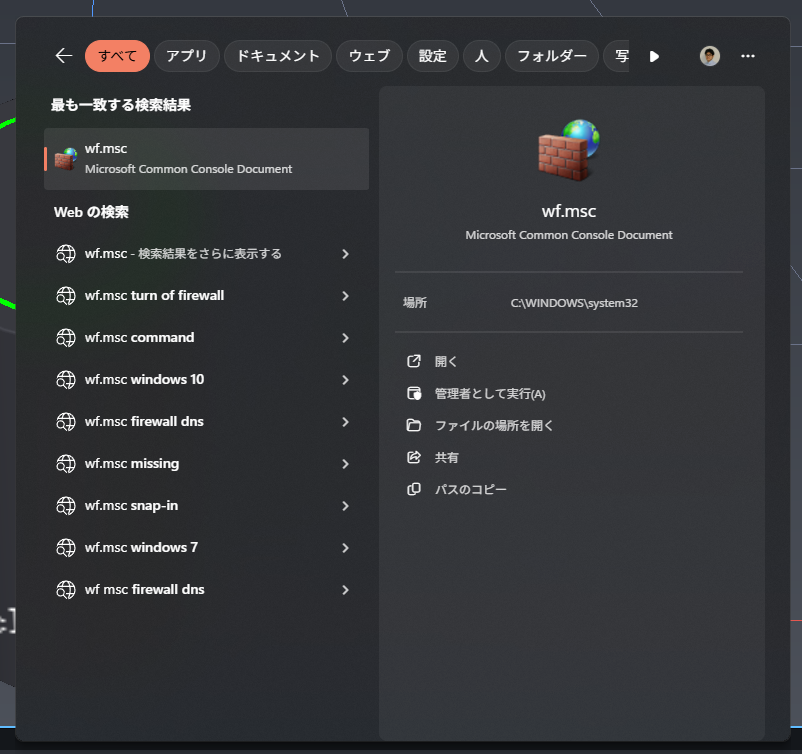 すべて
アプリ
ドキュメント
ウェブ
設定
人
フォルダー
写
最も一致する検索結果
wf.msc
Microsoft Common Console Document
Web の検索
wf.msc - 検索結果をさらに表示する
wf.msc turn of firewall
wf.msc command
wf.msc windows 10
wf.msc firewall dns
wf.msc missing
wf.msc snap-in
wf.msc windows 7
wf msc firewall dns
wf.msc
Microsoft Common Console Document
場所 C:\WINDOWS\system32
開く
管理者として実行(A)
ファイルの場所を開く
共有
パスのコピー